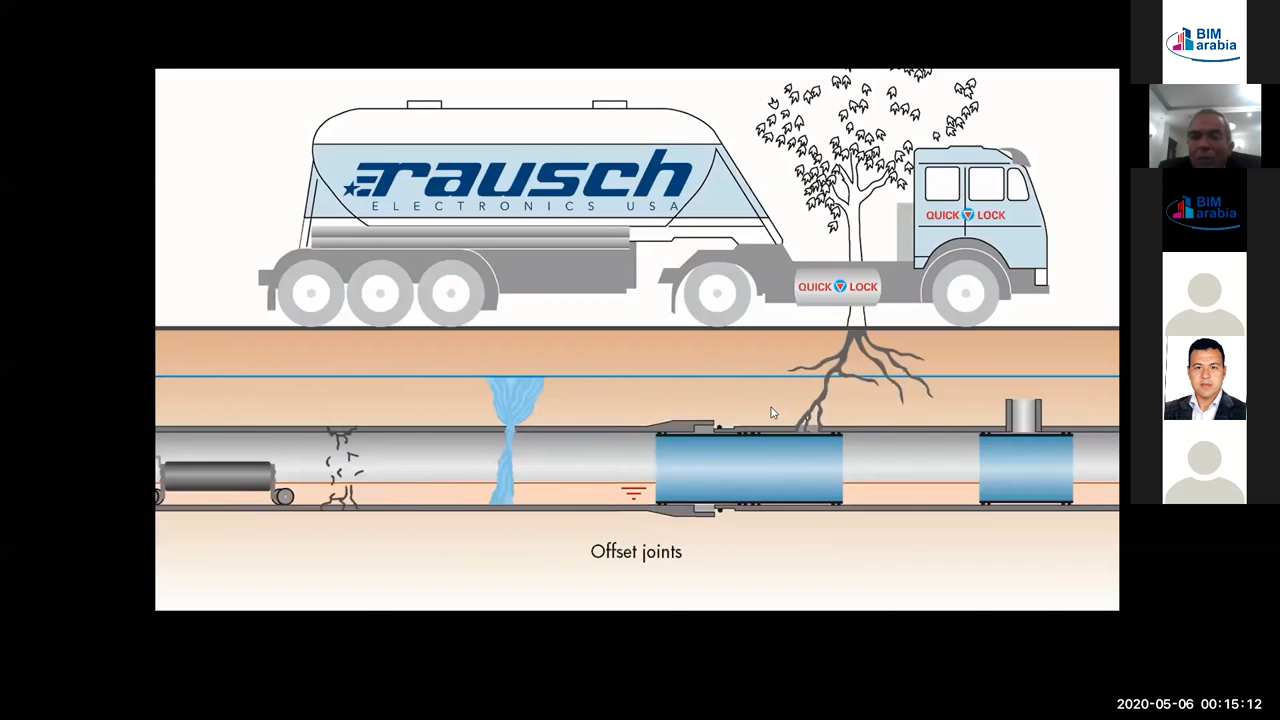 rausch
ELECTRONICS USA
QUICK LOCK
QUICK LOCK
Offset joints
BIM
arabia
BIM
arabia
2020-05-06 00:15:12